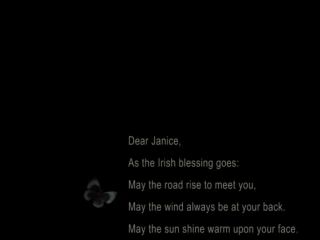 Dear Janice,
As the Irish blessing goes:
May the road rise to meet you,
May the wind always be at your back.
May the sun shine warm upon your face.